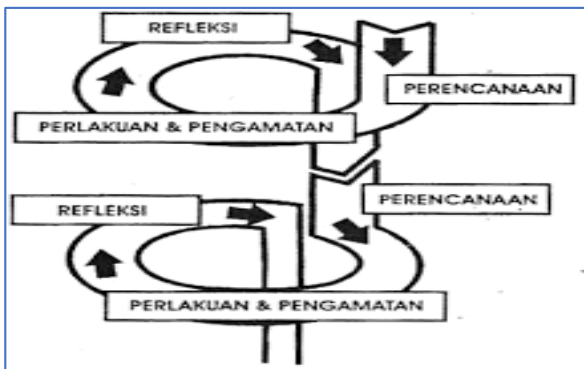 REFLEKSI
PERENCANAAN
PERLAKUAN & PENGAMATAN
PERENCANAAN
REFLEKSI
PERLAKUAN & PENGAMATAN